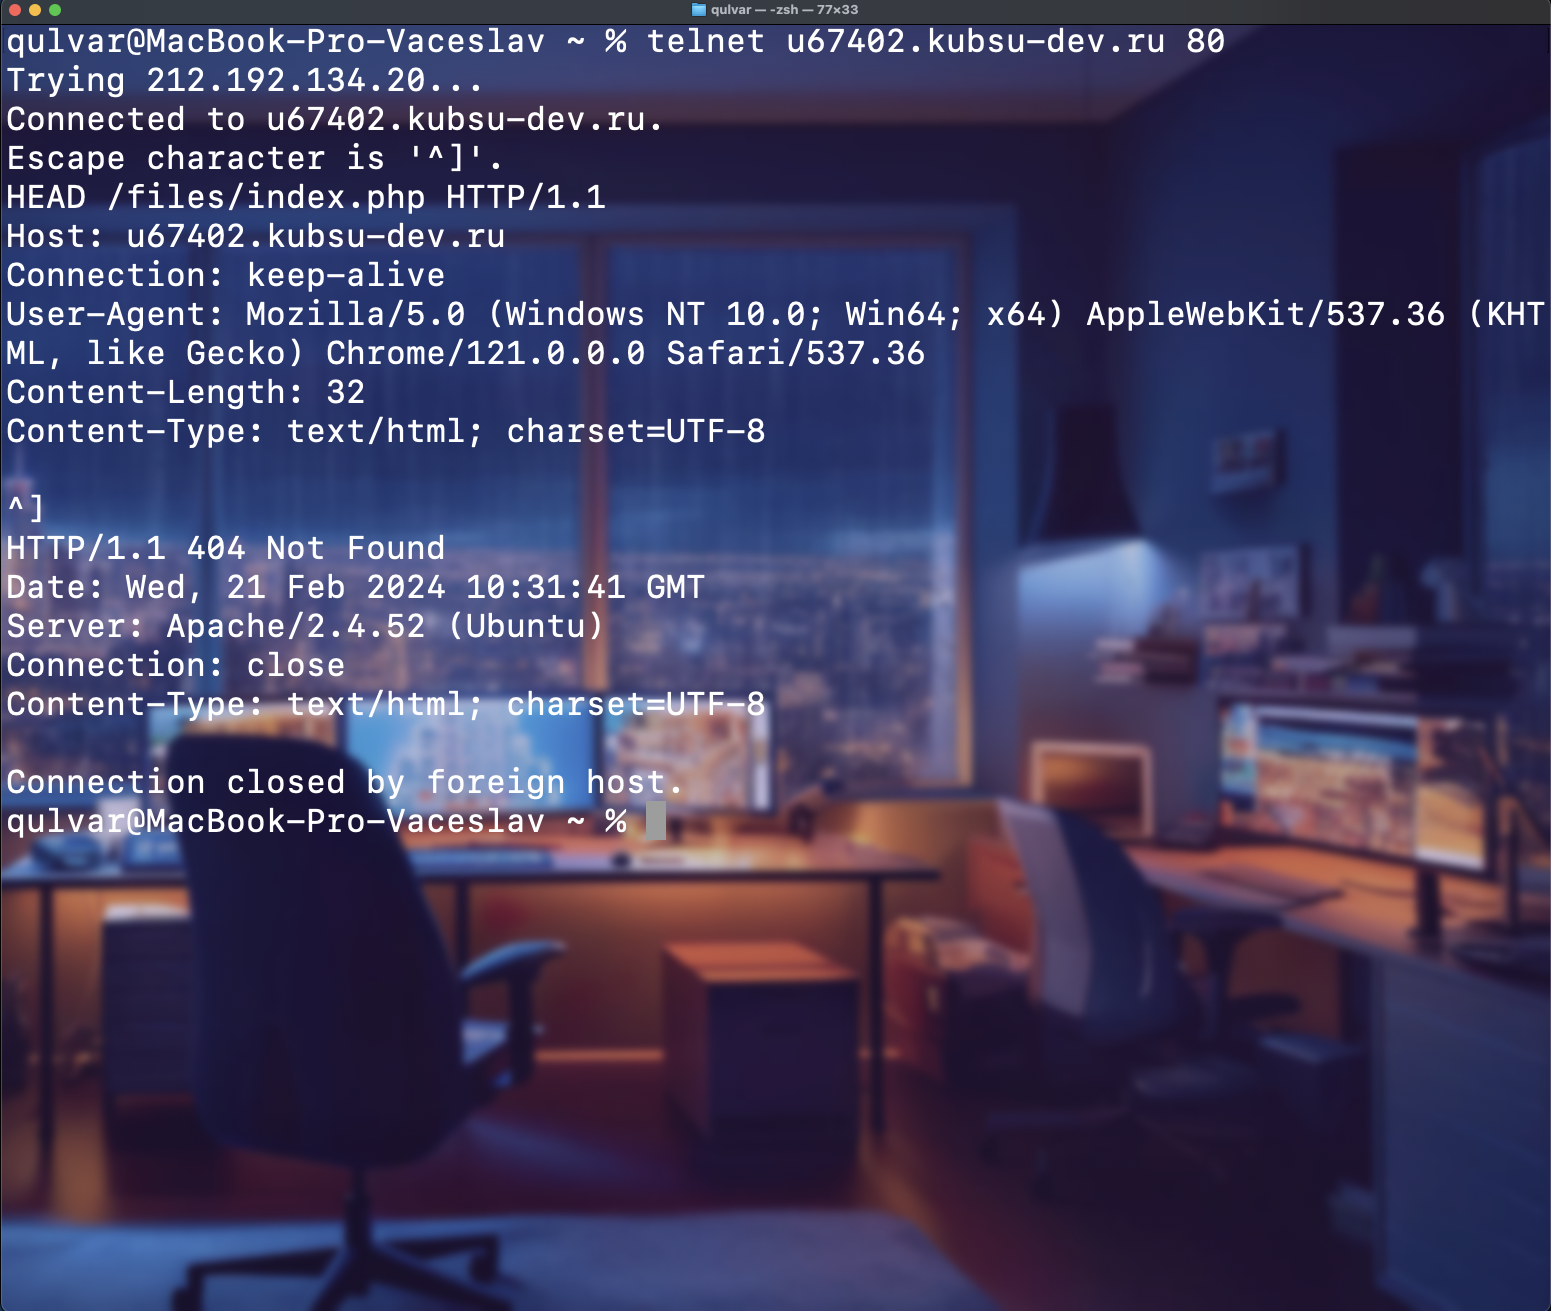 qulvar — -zsh — 77×33
qulvar@MacBook-Pro-Vaceslav ~ % telnet u67402.kubsu-dev.ru 80
Trying 212.192.134.20...
Connected to u67402.kubsu-dev.ru.
Escape character is '^]'.
HEAD /files/index.php HTTP/1.1
Host: u67402.kubsu-dev.ru
Connection: keep-alive
User-Agent: Mozilla/5.0 (Windows NT 10.0; Win64; x64) AppleWebKit/537.36 (KHT
ML, like Gecko) Chrome/121.0.0.0 Safari/537.36
Content-Length: 32
Content-Type: text/html; charset=UTF-8
^]
HTTP/1.1 404 Not Found
Date: Wed, 21 Feb 2024 10:31:41 GMT
Server: Apache/2.4.52 (Ubuntu)
Connection: close
Content-Type: text/html; charset=UTF-8
Connection closed by foreign host.
qulvar@MacBook-Pro-Vaceslav ~ %